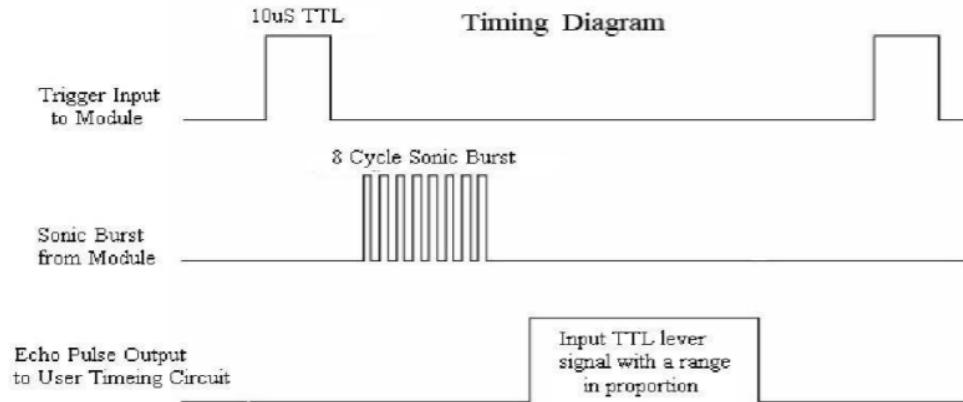 10uS TTL
Timing Diagram
Trigger Input
to Module
8 Cycle Sonic Burst
Sonic Burst
from Module
Echo Pulse Output
to User Timeing Circuit
Input TTL lever
signal with a range
in proportion